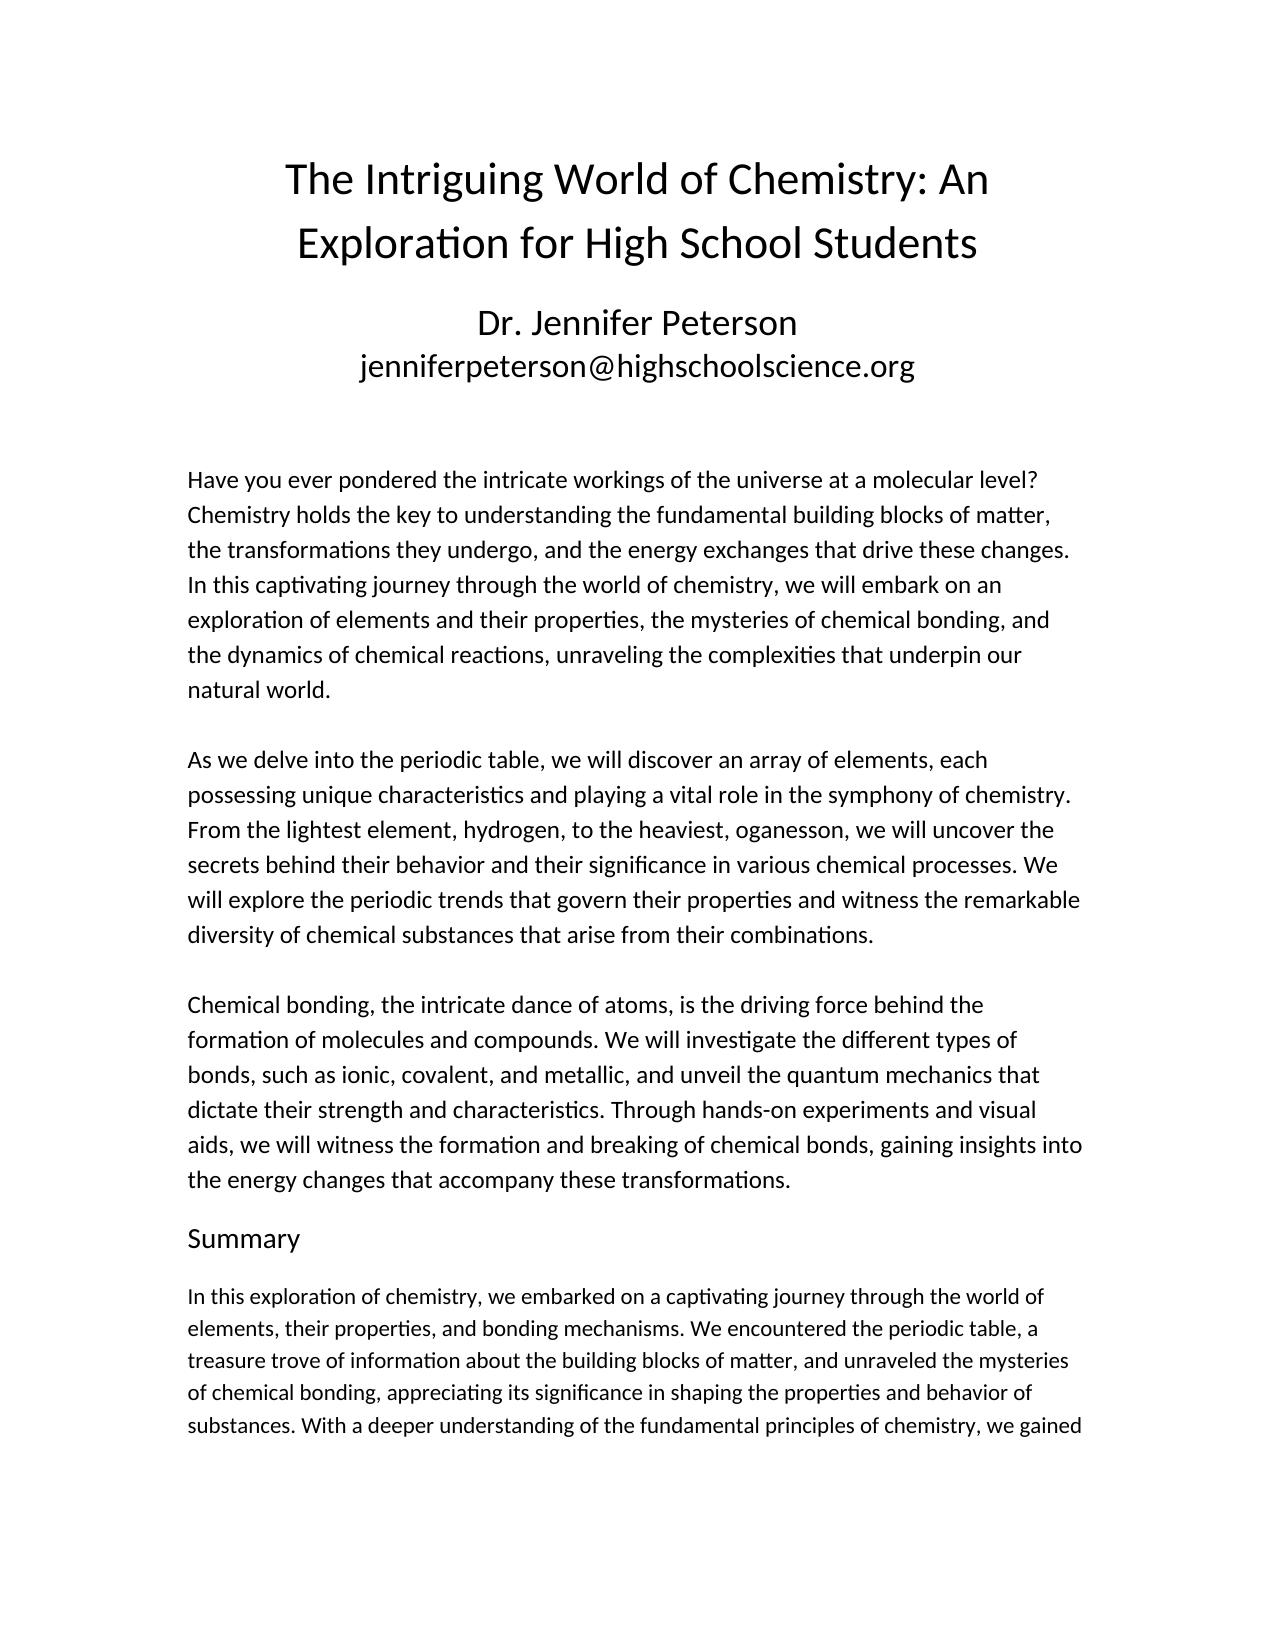 The Intriguing World of Chemistry: An
Exploration for High School Students
Dr. Jennifer Peterson
jenniferpeterson@highschoolscience.org
Have you ever pondered the intricate workings of the universe at a molecular level?
Chemistry holds the key to understanding the fundamental building blocks of matter,
the transformations they undergo, and the energy exchanges that drive these changes.
In this captivating journey through the world of chemistry, we will embark on an
exploration of elements and their properties, the mysteries of chemical bonding, and
the dynamics of chemical reactions, unraveling the complexities that underpin our
natural world.
As we delve into the periodic table, we will discover an array of elements, each
possessing unique characteristics and playing a vital role in the symphony of chemistry.
From the lightest element, hydrogen, to the heaviest, oganesson, we will uncover the
secrets behind their behavior and their significance in various chemical processes. We
will explore the periodic trends that govern their properties and witness the remarkable
diversity of chemical substances that arise from their combinations.
Chemical bonding, the intricate dance of atoms, is the driving force behind the
formation of molecules and compounds. We will investigate the different types of
bonds, such as ionic, covalent, and metallic, and unveil the quantum mechanics that
dictate their strength and characteristics. Through hands-on experiments and visual
aids, we will witness the formation and breaking of chemical bonds, gaining insights into
the energy changes that accompany these transformations.
Summary
In this exploration of chemistry, we embarked on a captivating journey through the world of
elements, their properties, and bonding mechanisms. We encountered the periodic table, a
treasure trove of information about the building blocks of matter, and unraveled the mysteries
of chemical bonding, appreciating its significance in shaping the properties and behavior of
substances. With a deeper understanding of the fundamental principles of chemistry, we gained